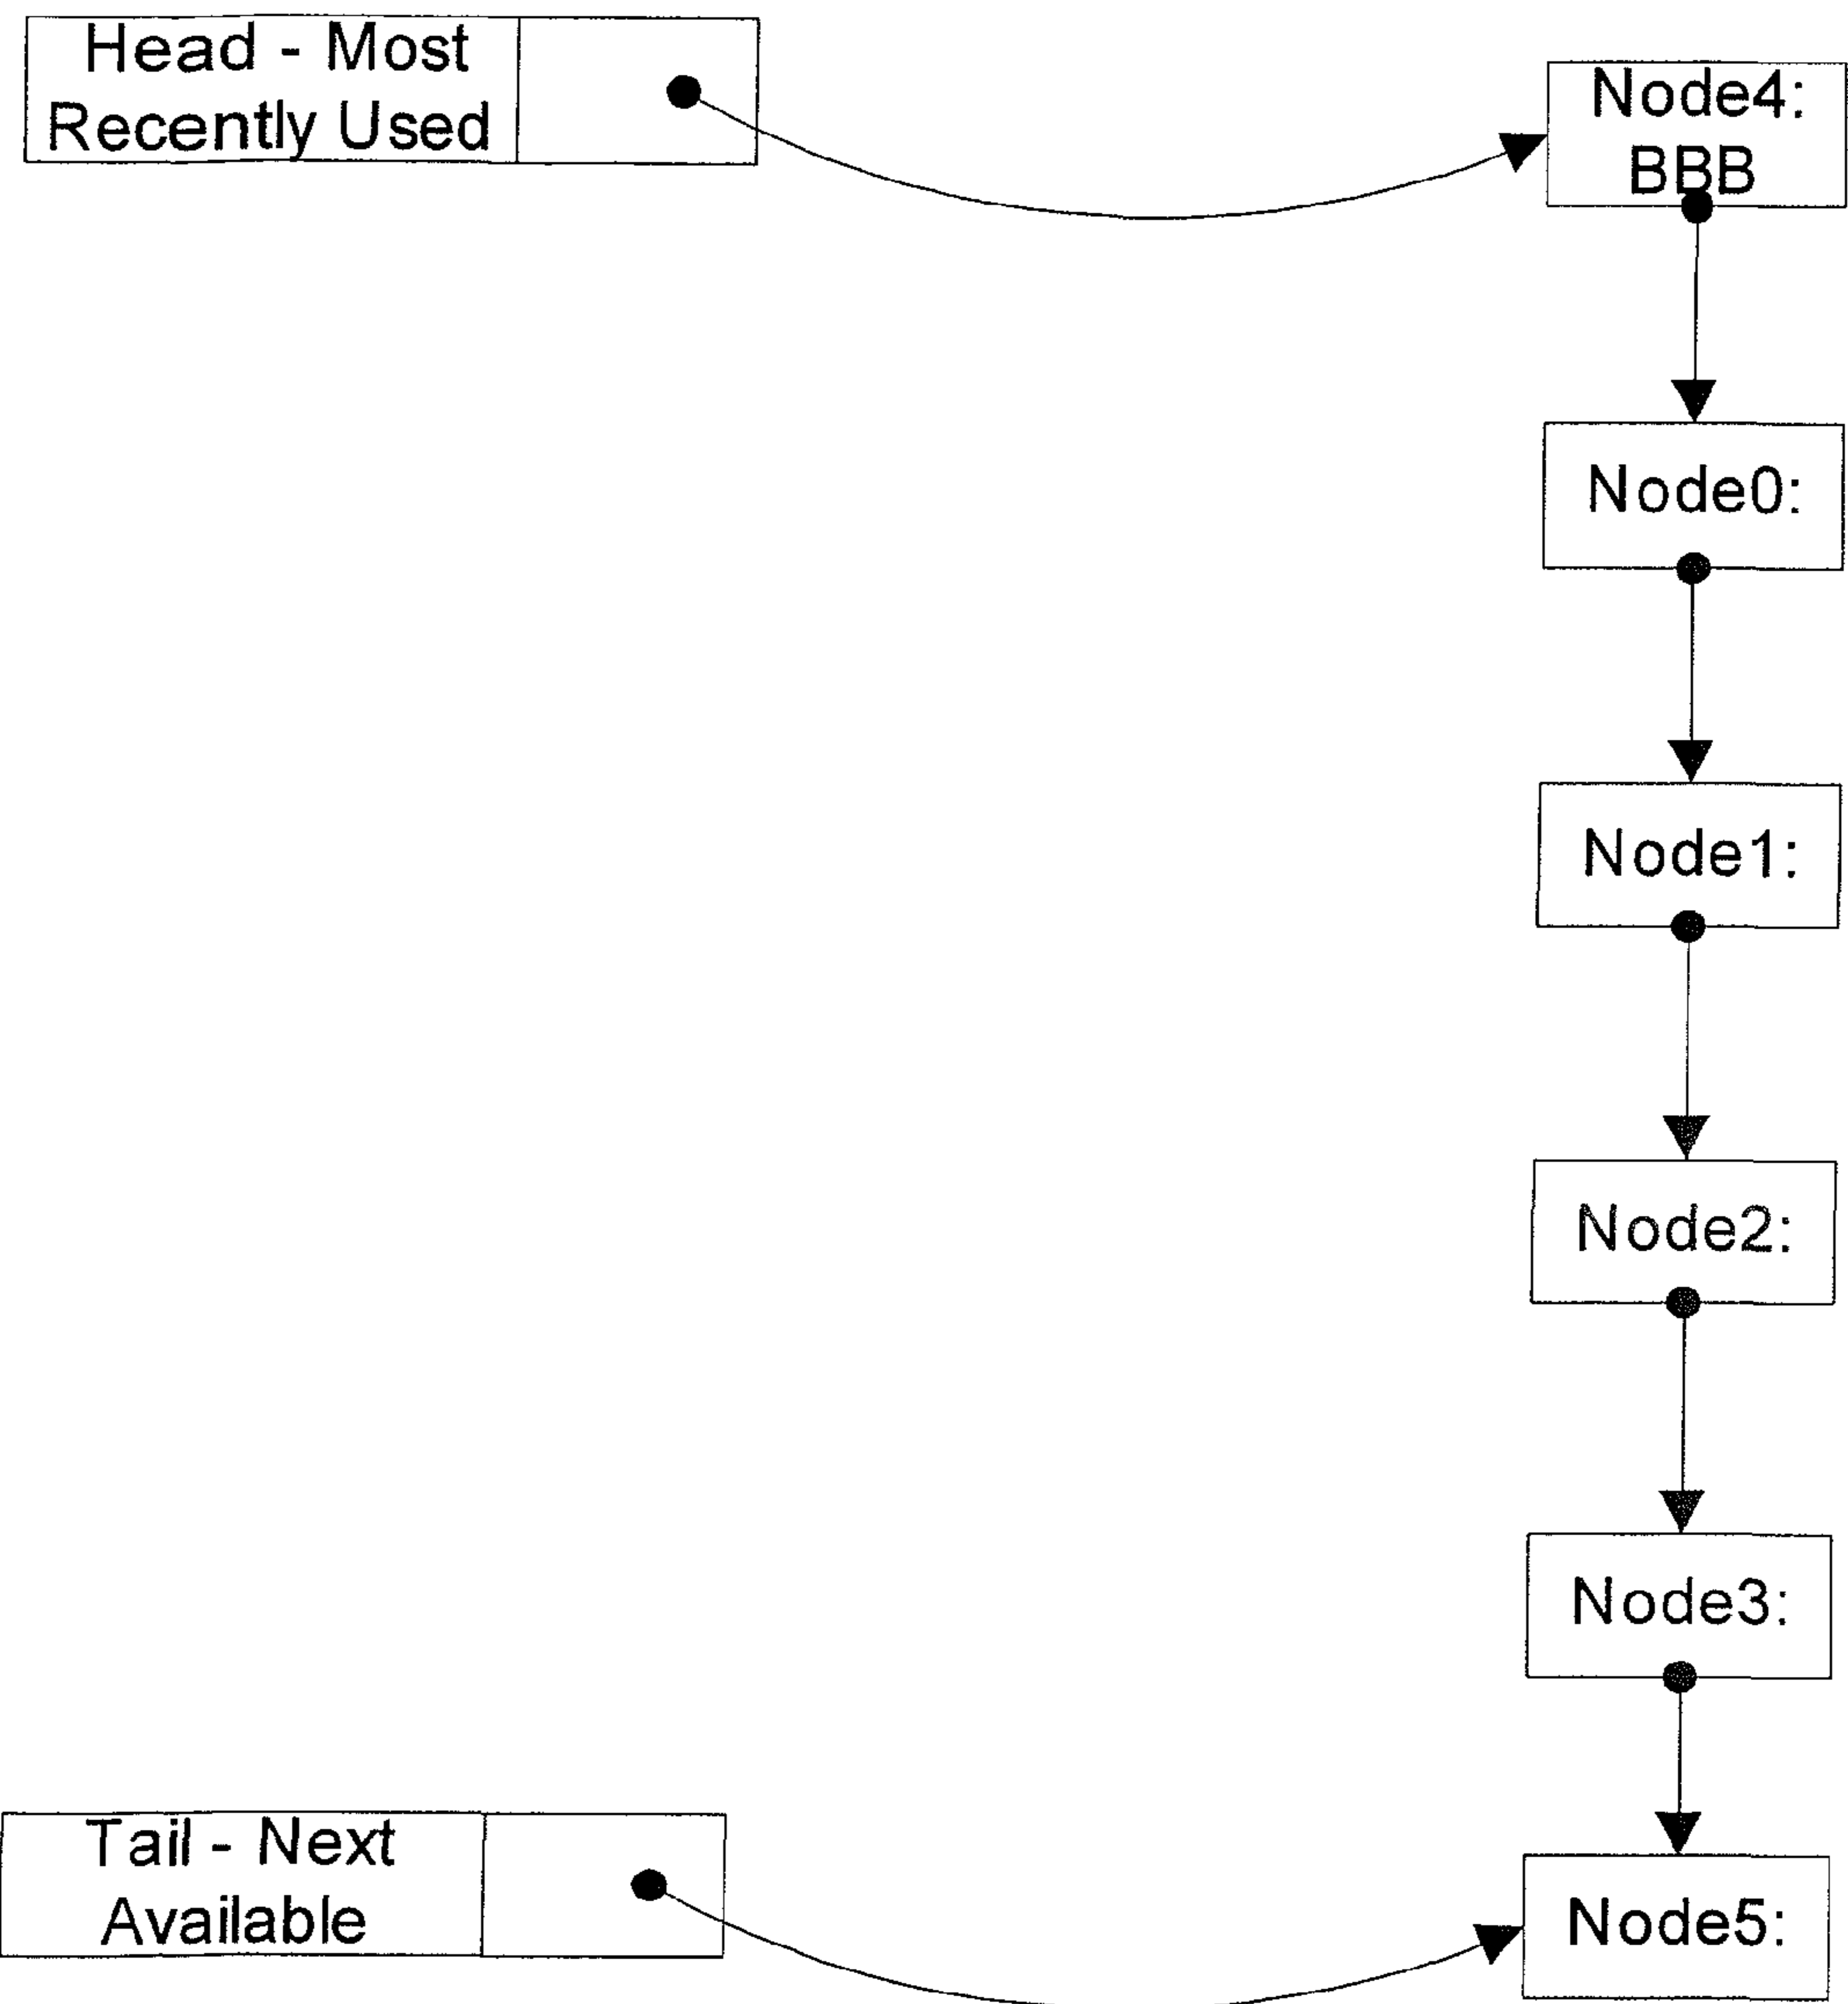 Head - Most
Recently Used
Node4:
BBB
Node0:
Node1:
Node2:
Node3:
Tail - Next
Available
Node5: